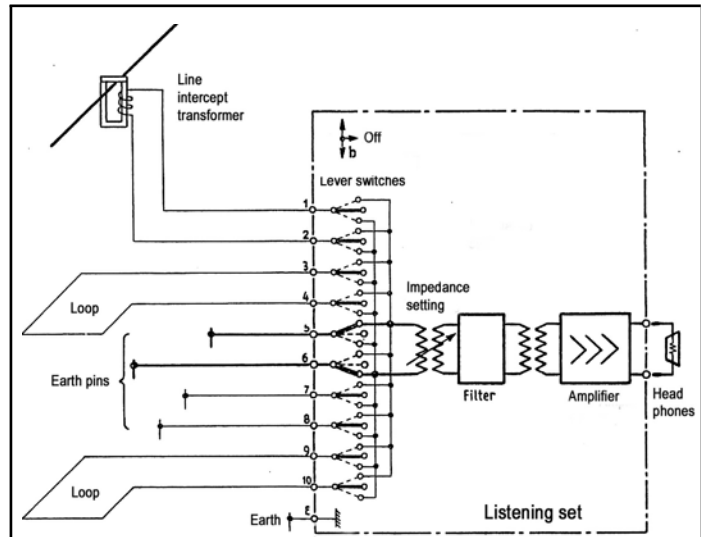 Line
intercept
transformer
Off
b
Lever switches
1
2
3
Impedance
setting
4
Loop
5
6
Earth pins
7
Filter
Amplifier
Head
phones
8
9
Loop
10
Listening set
Earth
E